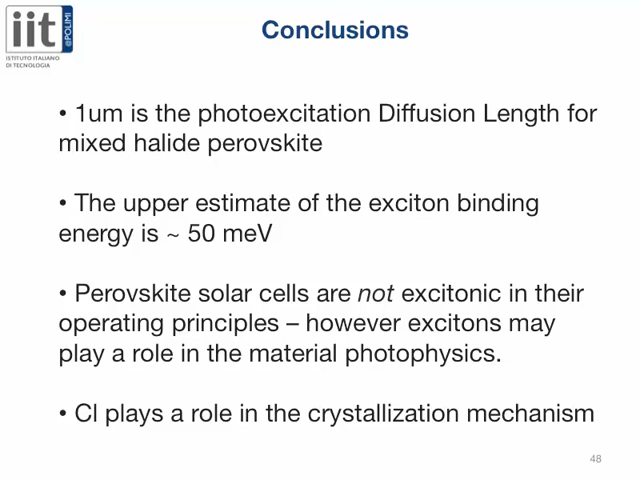 iit
@POLIMI
ISTITUTO ITALIANO
DI TECNOLOGIA
Conclusions
• 1um is the photoexcitation Diffusion Length for
mixed halide perovskite
• The upper estimate of the exciton binding
energy is ~ 50 meV
• Perovskite solar cells are not excitonic in their
operating principles – however excitons may
play a role in the material photophysics.
• Cl plays a role in the crystallization mechanism
48